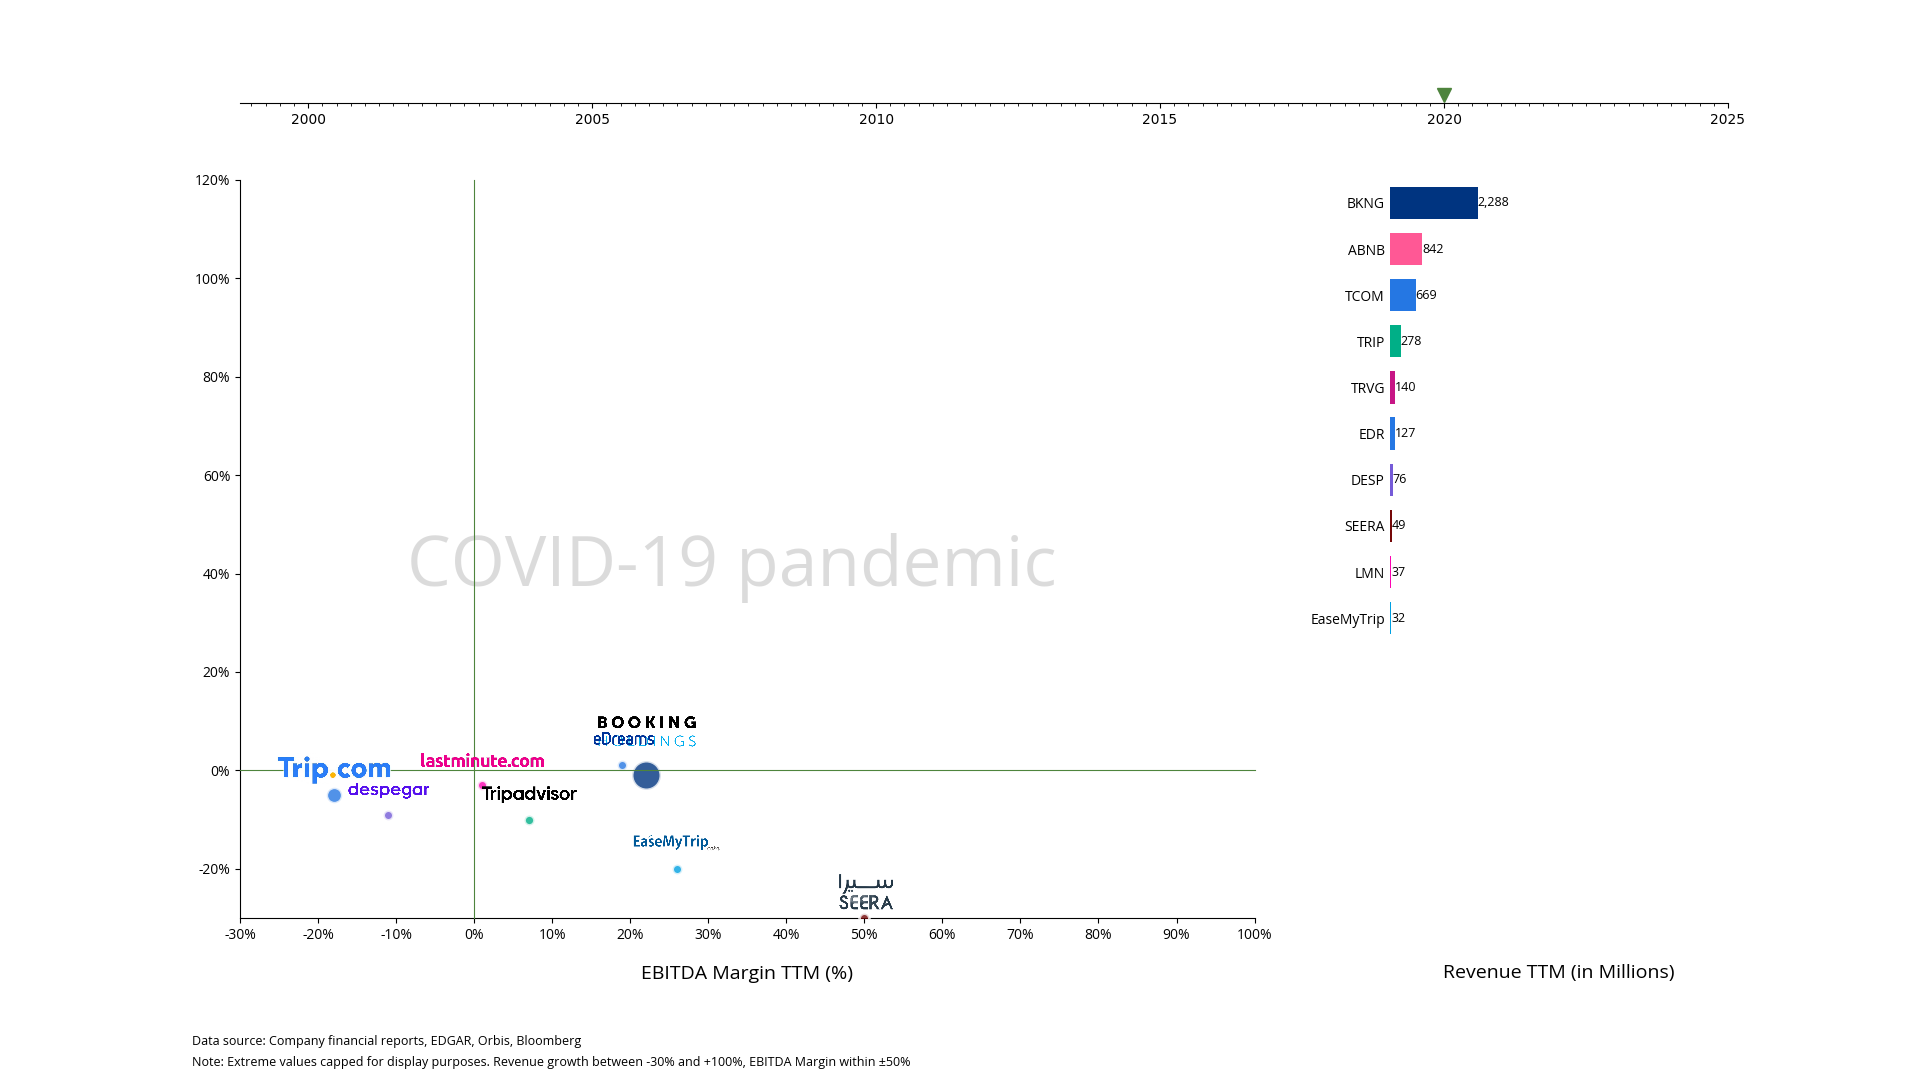 2000 2005 2010 2015 2020 2025
120%
100%
80%
60%
40%
20%
0%
-20%
COVID-19 pandemic
BOOKING
HOLDINGS
eDreams
lastminute.com
Trip.com
despegar
Tripadvisor
EaseMyTrip
سيرا
SEERA
-30% -20% -10% 0% 10% 20% 30% 40% 50% 60% 70% 80% 90% 100%
EBITDA Margin TTM (%)
BKNG 2,288
ABNB 842
TCOM 669
TRIP 278
TRVG 140
EDR 127
DESP 76
SEERA 49
LMN 37
EaseMyTrip 32
Revenue TTM (in Millions)
Data source: Company financial reports, EDGAR, Orbis, Bloomberg
Note: Extreme values capped for display purposes. Revenue growth between -30% and +100%, EBITDA Margin within ±50%